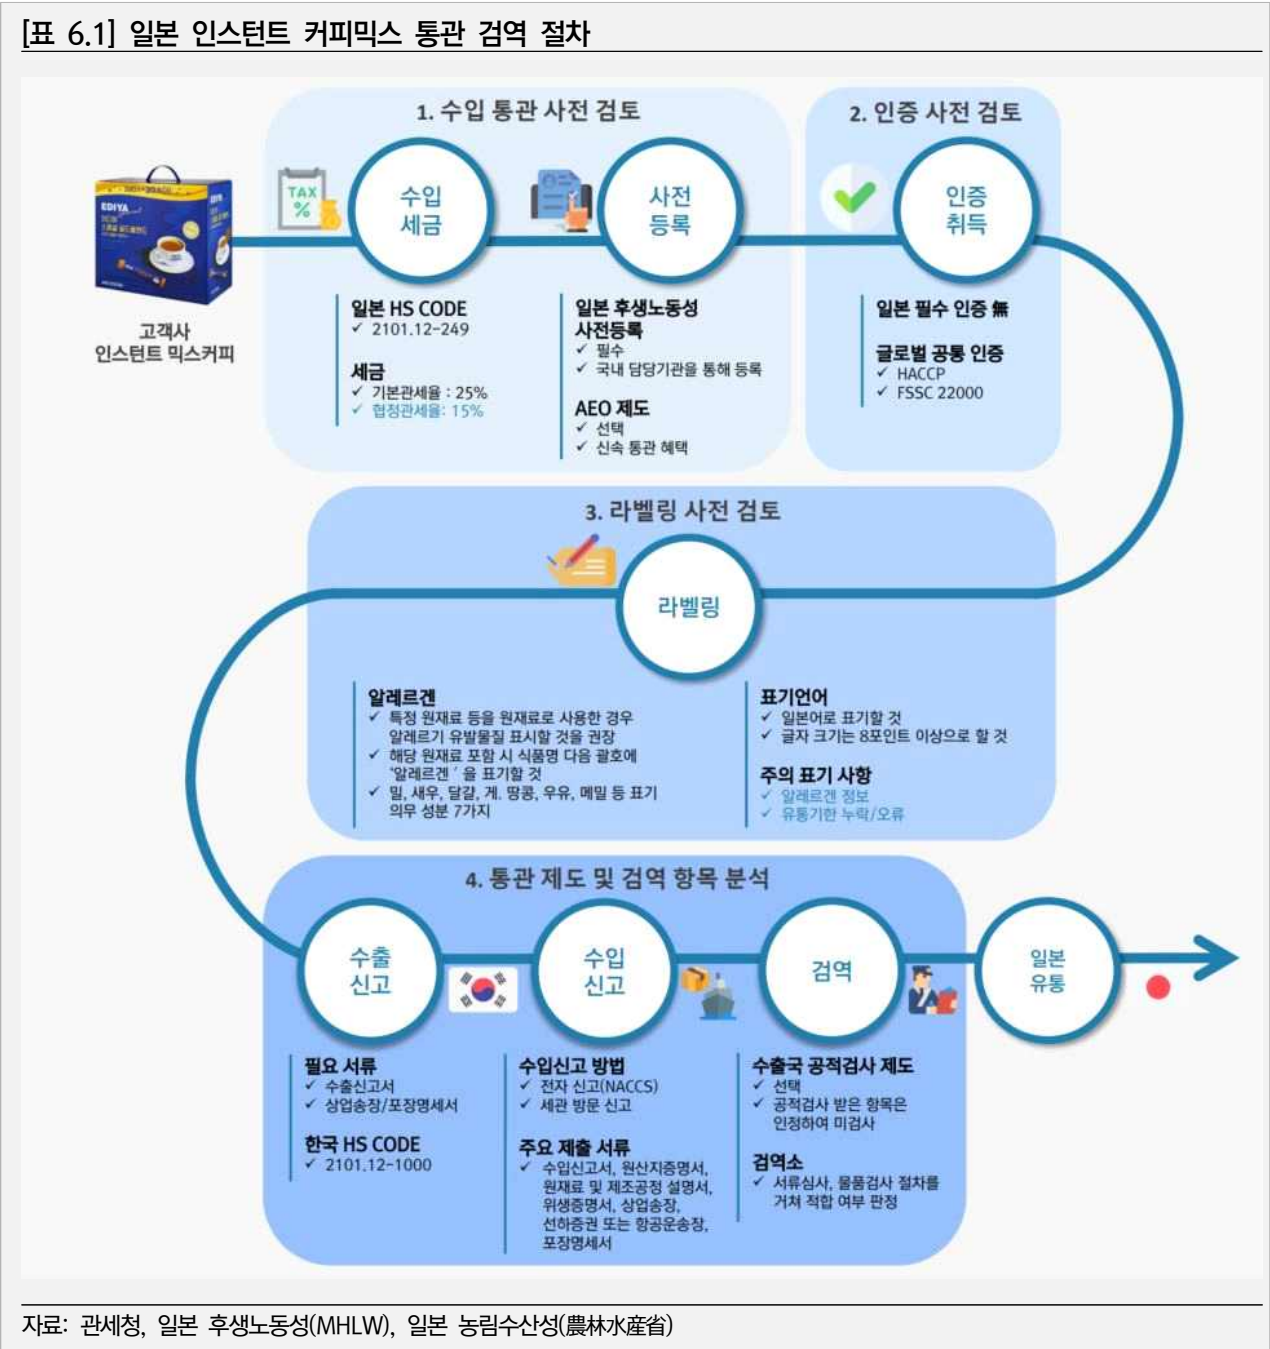 [표 6.1] 일본 인스턴트 커피믹스 통관 검역 절차
1. 수입 통관 사전 검토
2. 인증 사전 검토
TAX
%
수입
세금
사전
등록
인증
취득
EDIYA
고객사
인스턴트 믹스커피
일본 HS CODE
✓ 2101.12-249
세금
✓ 기본관세율 : 25%
✓ 협정관세율: 15%
일본 후생노동성
사전등록
✓ 필수
✓ 국내 담당기관을 통해 등록
AEO 제도
✓ 선택
✓ 신속 통관 혜택
일본 필수 인증 無
글로벌 공통 인증
✓ HACCP
✓ FSSC 22000
3. 라벨링 사전 검토
라벨링
알레르겐
✓ 특정 원재료 등을 원재료로 사용한 경우
알레르기 유발물질 표시할 것을 권장
✓ 해당 원재료 포함 시 식품명 다음 괄호에
‘알레르겐 ’ 을 표기할 것
✓ 밀, 새우, 달걀, 게. 땅콩, 우유, 메밀 등 표기
의무 성분 7가지
표기언어
✓ 일본어로 표기할 것
✓ 글자 크기는 8포인트 이상으로 할 것
주의 표기 사항
✓ 알레르겐 정보
✓ 유통기한 누락/오류
4. 통관 제도 및 검역 항목 분석
수출
신고
수입
신고
검역
일본
유통
필요 서류
✓ 수출신고서
✓ 상업송장/포장명세서
한국 HS CODE
✓ 2101.12-1000
수입신고 방법
✓ 전자 신고(NACCS)
✓ 세관 방문 신고
주요 제출 서류
✓ 수입신고서, 원산지증명서,
원재료 및 제조공정 설명서,
위생증명서, 상업송장,
선하증권 또는 항공운송장,
포장명세서
수출국 공적검사 제도
✓ 선택
✓ 공적검사 받은 항목은
인정하여 미검사
검역소
✓ 서류심사, 물품검사 절차를
거쳐 적합 여부 판정
자료: 관세청, 일본 후생노동성(MHLW), 일본 농림수산성(農林水産省)